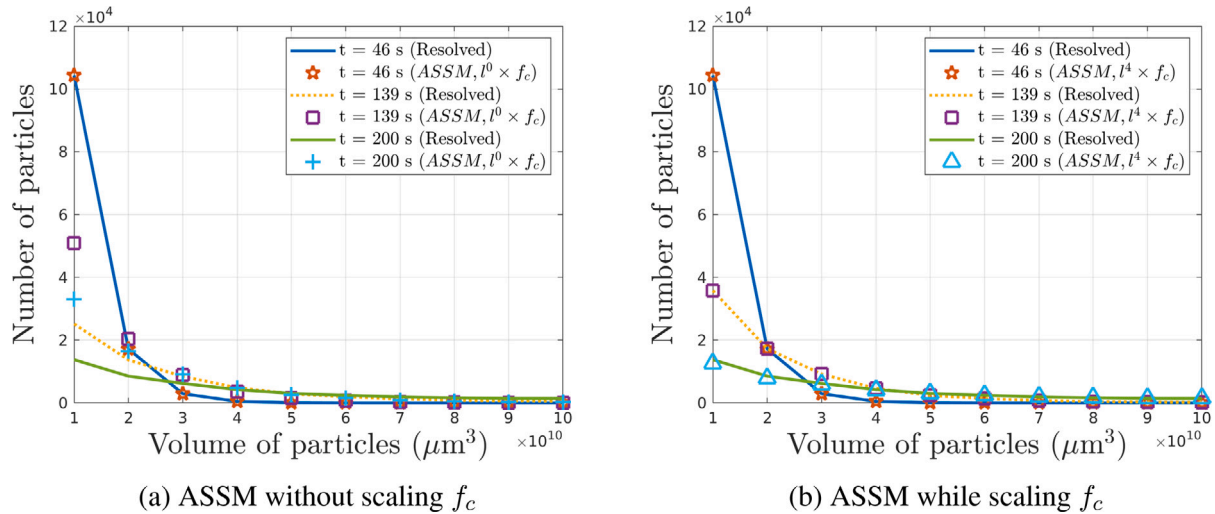 ×10⁴
12
10
8
6
4
2
0
Number of particles
t = 46 s (Resolved)
t = 46 s (ASSM, l⁰ × f_c)
t = 139 s (Resolved)
t = 139 s (ASSM, l⁰ × f_c)
t = 200 s (Resolved)
t = 200 s (ASSM, l⁰ × f_c)
1 2 3 4 5 6 7 8 9 10
Volume of particles (μm³)
×10¹⁰
(a) ASSM without scaling f_c
×10⁴
12
10
8
6
4
2
0
Number of particles
t = 46 s (Resolved)
t = 46 s (ASSM, l⁴ × f_c)
t = 139 s (Resolved)
t = 139 s (ASSM, l⁴ × f_c)
t = 200 s (Resolved)
t = 200 s (ASSM, l⁴ × f_c)
1 2 3 4 5 6 7 8 9 10
Volume of particles (μm³)
×10¹⁰
(b) ASSM while scaling f_c